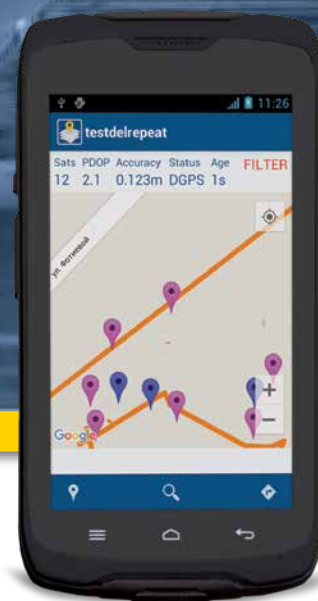 11:26
testdelrepeat
Sats PDOP Accuracy Status Age FILTER
12 2.1 0.123m DGPS 1s
ул. Фотиевой
+
−
Google